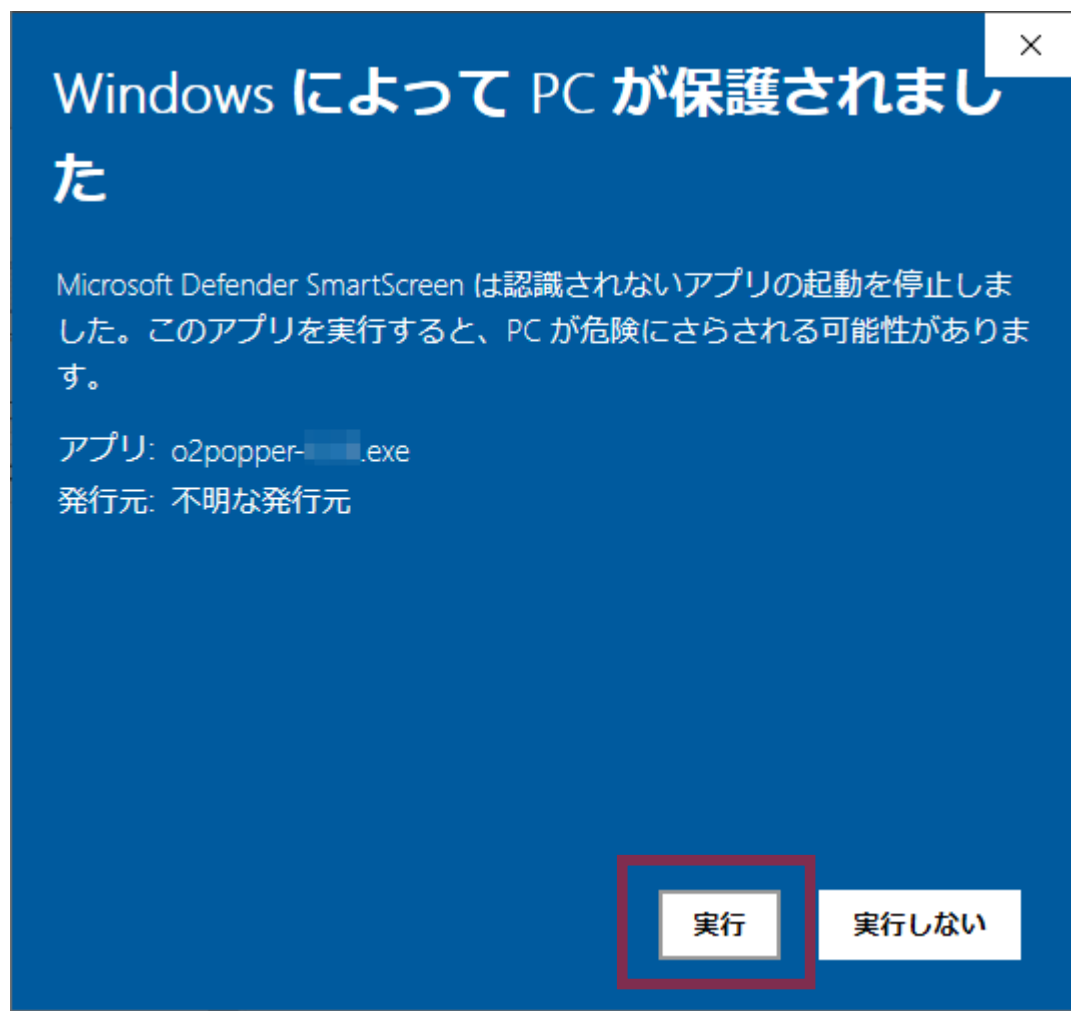 Windows によって PC が保護されまし
た
Microsoft Defender SmartScreen は認識されないアプリの起動を停止しま
した。このアプリを実行すると、PC が危険にさらされる可能性がありま
す。
アプリ: o2popper- .exe
発行元: 不明な発行元
実行 実行しない